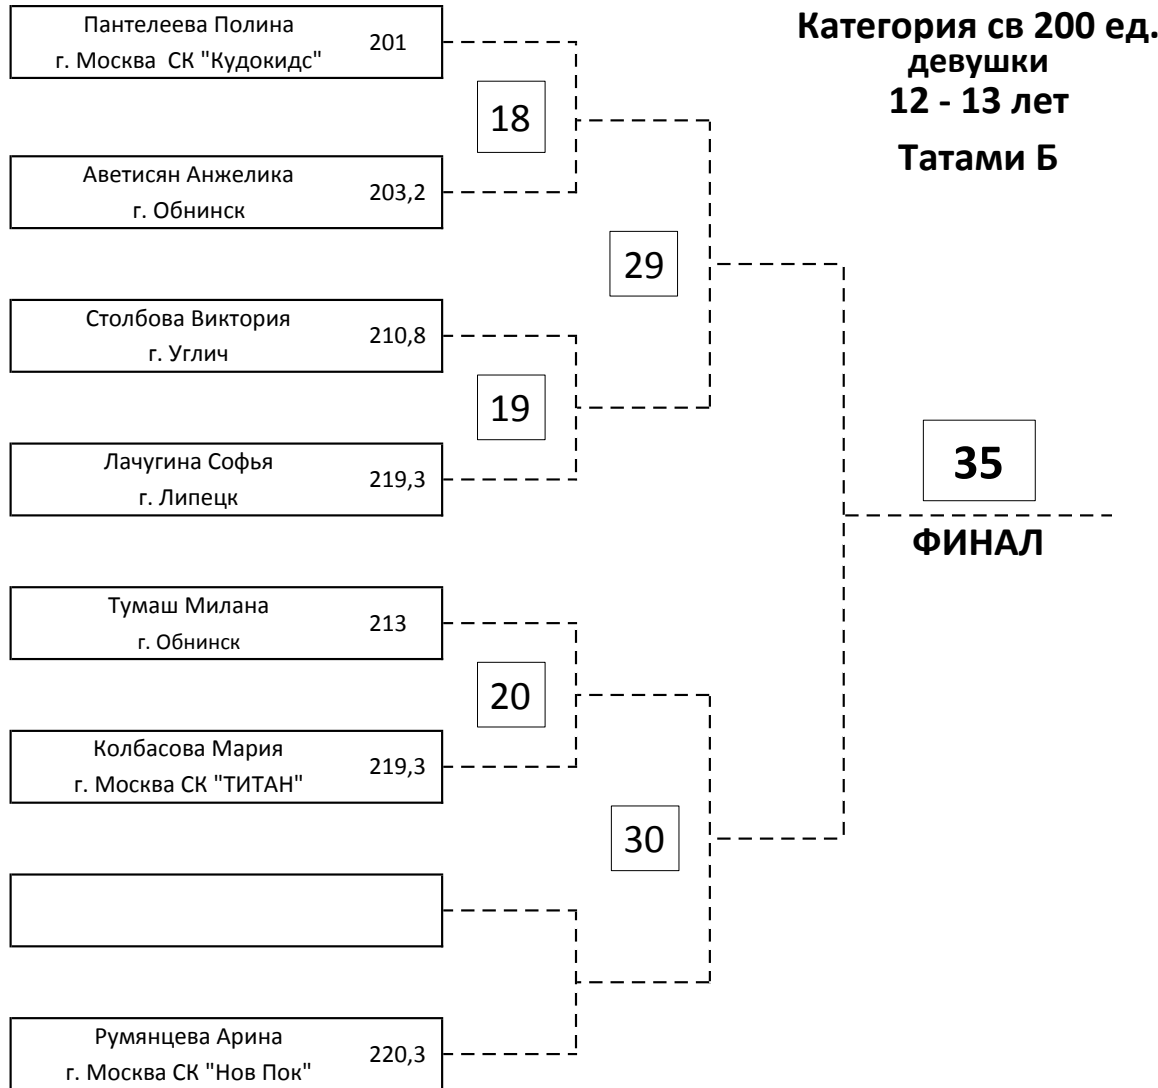 Категория св 200 ед.
девушки
12 - 13 лет
Татами Б
Пантелеева Полина
г. Москва  СК "Кудокидс"
201
18
Аветисян Анжелика
г. Обнинск
203,2
29
Столбова Виктория
г. Углич
210,8
19
Лачугина Софья
г. Липецк
219,3
35
ФИНАЛ
Тумаш Милана
г. Обнинск
213
20
Колбасова Мария
г. Москва СК "ТИТАН"
219,3
30
Румянцева Арина
г. Москва СК "Нов Пок"
220,3